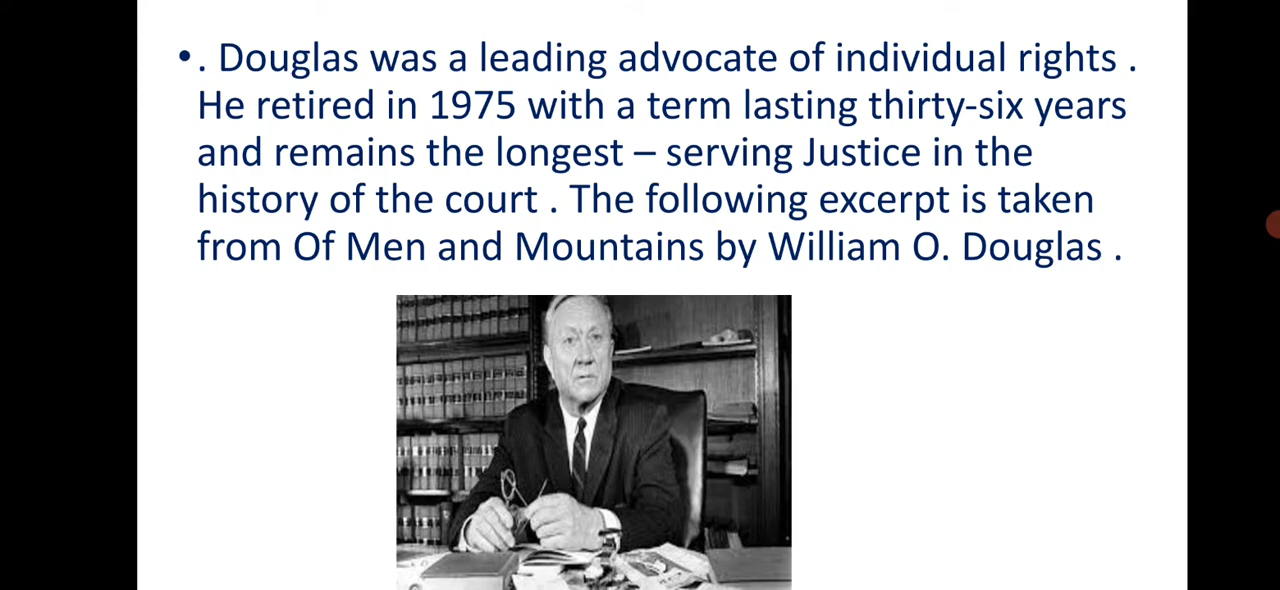 • . Douglas was a leading advocate of individual rights .
He retired in 1975 with a term lasting thirty-six years
and remains the longest – serving Justice in the
history of the court . The following excerpt is taken
from Of Men and Mountains by William O. Douglas .